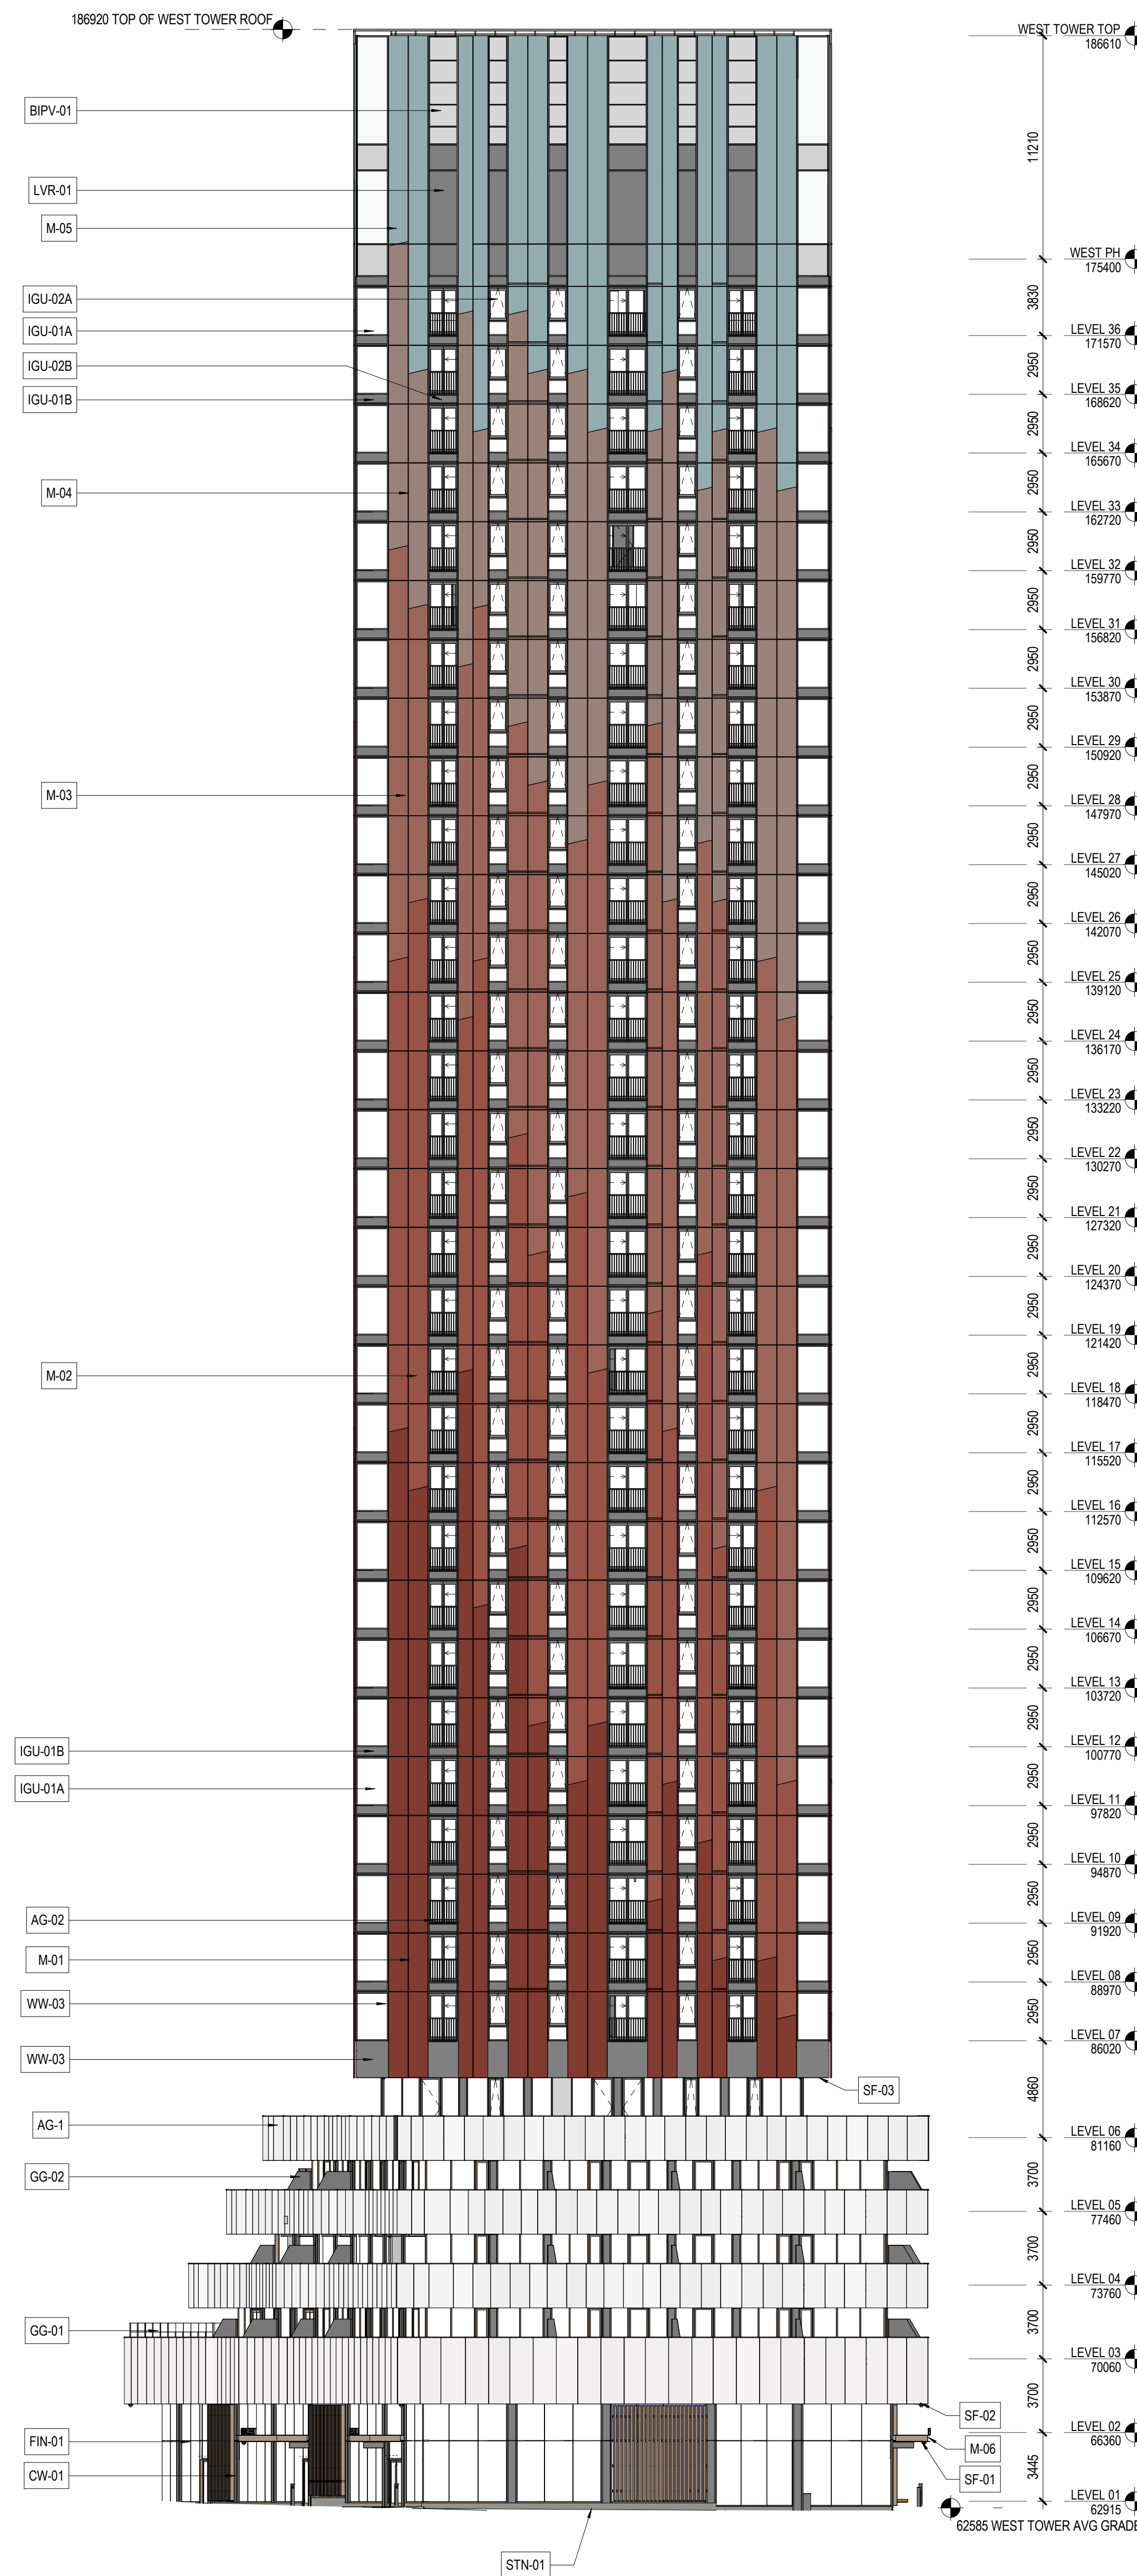 186920 TOP OF WEST TOWER ROOF
WEST TOWER TOP
186610
BIPV-01
11210
LVR-01
M-05
WEST PH
175400
IGU-02A
3830
IGU-01A
LEVEL 36
171570
IGU-02B
2950
IGU-01B
LEVEL 35
168620
2950
LEVEL 34
165670
M-04
2950
LEVEL 33
162720
2950
LEVEL 32
159770
2950
LEVEL 31
156820
2950
LEVEL 30
153870
2950
LEVEL 29
150920
M-03
2950
LEVEL 28
147970
2950
LEVEL 27
145020
2950
LEVEL 26
142070
2950
LEVEL 25
139120
2950
LEVEL 24
136170
2950
LEVEL 23
133220
2950
LEVEL 22
130270
2950
LEVEL 21
127320
2950
LEVEL 20
124370
2950
LEVEL 19
121420
M-02
2950
LEVEL 18
118470
2950
LEVEL 17
115520
2950
LEVEL 16
112570
2950
LEVEL 15
109620
2950
LEVEL 14
106670
2950
LEVEL 13
103720
2950
LEVEL 12
100770
IGU-01B
IGU-01A
2950
LEVEL 11
97820
2950
LEVEL 10
94870
2950
AG-02
LEVEL 09
91920
M-01
2950
LEVEL 08
88970
WW-03
2950
LEVEL 07
86020
WW-03
SF-03
4860
AG-1
LEVEL 06
81160
GG-02
3700
LEVEL 05
77460
3700
LEVEL 04
73760
3700
GG-01
LEVEL 03
70060
3700
SF-02
LEVEL 02
66360
FIN-01
M-06
CW-01
SF-01
3445
LEVEL 01
62915
62585 WEST TOWER AVG GRADE
STN-01